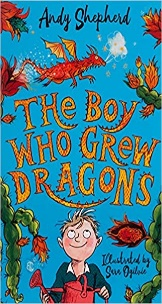 Andy Shepherd
THE BOY
WHO GREW
DRAGONS
Illustrated by
Sara Ogilvie